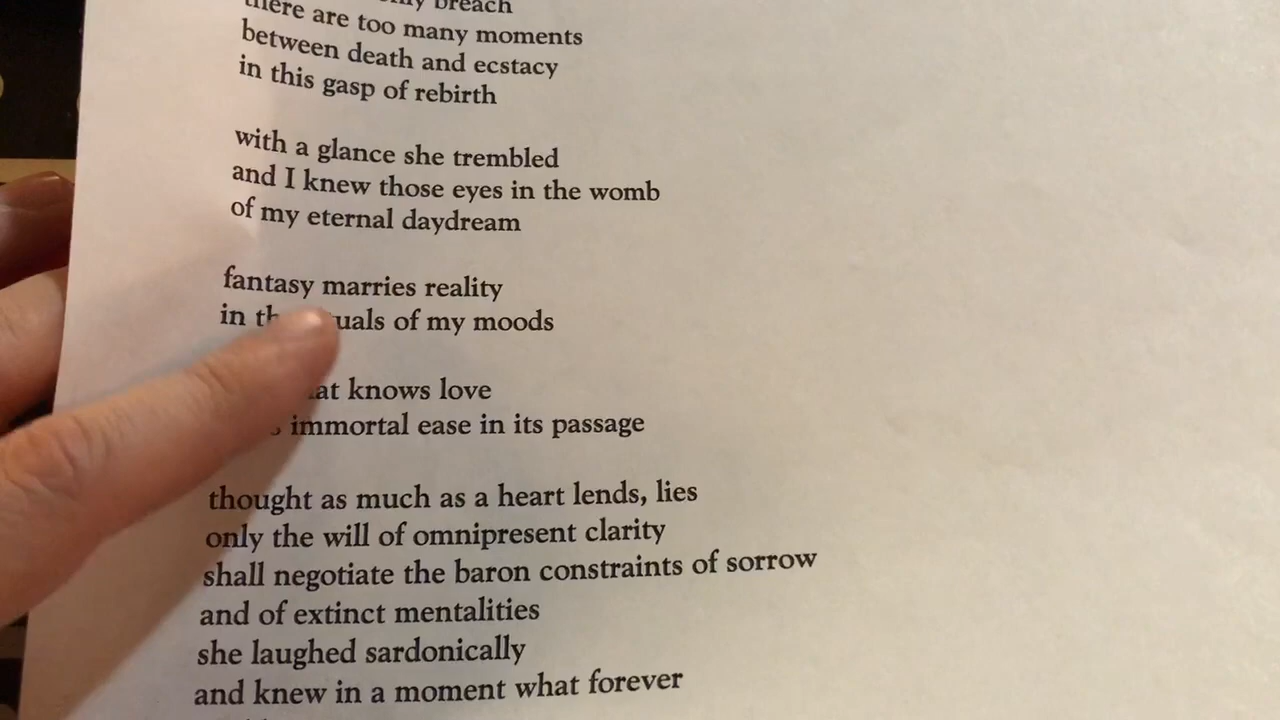 breach
there are too many moments
between death and ecstacy
in this gasp of rebirth
with a glance she trembled
and I knew those eyes in the womb
of my eternal daydream
fantasy marries reality
in of my moods
knows love
immortal ease in its passage
thought as much as a heart lends, lies
only the will of omnipresent clarity
shall negotiate the baron constraints of sorrow
and of extinct mentalities
she laughed sardonically
and knew in a moment what forever